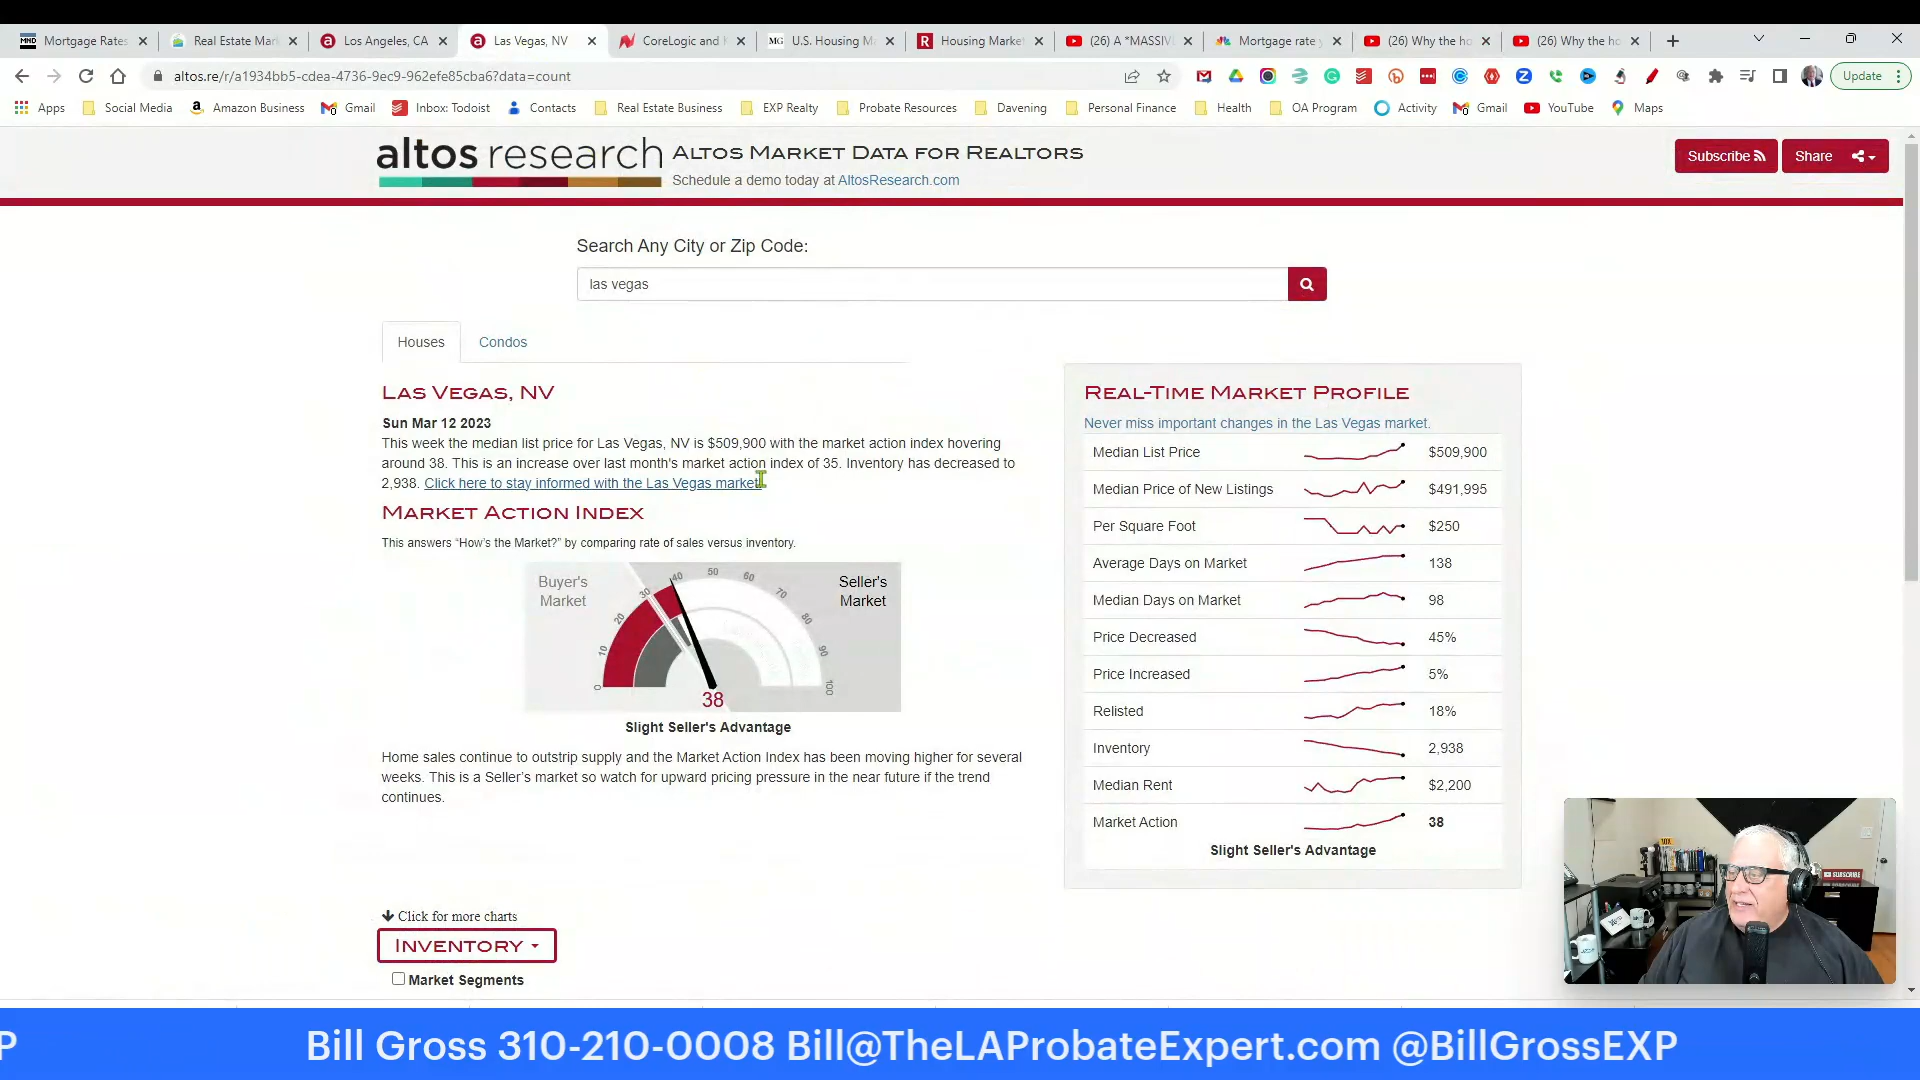 Mortgage Rates
Real Estate Mar
Los Angeles, CA
Las Vegas, NV
CoreLogic and
U.S. Housing M
Housing Market
(26) A *MASSIV
Mortgage rate
(26) Why the ho
(26) Why the ho
altos.re/r/a1934bb5-cdea-4736-9ec9-962efe85cba6?data=count
Update
Apps
Social Media
Amazon Business
Gmail
Inbox: Todoist
Contacts
Real Estate Business
EXP Realty
Probate Resources
Davening
Personal Finance
Health
OA Program
Activity
Gmail
YouTube
Maps
altos research
Altos Market Data for Realtors
Schedule a demo today at AltosResearch.com
Subscribe
Share
Search Any City or Zip Code:
las vegas
Houses
Condos
Las Vegas, NV
Sun Mar 12 2023
This week the median list price for Las Vegas, NV is $509,900 with the market action index hovering
around 38. This is an increase over last month's market action index of 35. Inventory has decreased to
2,938. Click here to stay informed with the Las Vegas market.
Market Action Index
This answers “How's the Market?” by comparing rate of sales versus inventory.
Buyer's
Market
Seller's
Market
0
10
20
30
40
50
60
70
80
90
100
38
Slight Seller's Advantage
Home sales continue to outstrip supply and the Market Action Index has been moving higher for several
weeks. This is a Seller's market so watch for upward pricing pressure in the near future if the trend
continues.
Real-Time Market Profile
Never miss important changes in the Las Vegas market.
Median List Price $509,900
Median Price of New Listings $491,995
Per Square Foot $250
Average Days on Market 138
Median Days on Market 98
Price Decreased 45%
Price Increased 5%
Relisted 18%
Inventory 2,938
Median Rent $2,200
Market Action 38
Slight Seller's Advantage
Click for more charts
Inventory
Market Segments
SUBSCRIBE
P
Bill Gross 310-210-0008 Bill@TheLAProbateExpert.com @BillGrossEXP